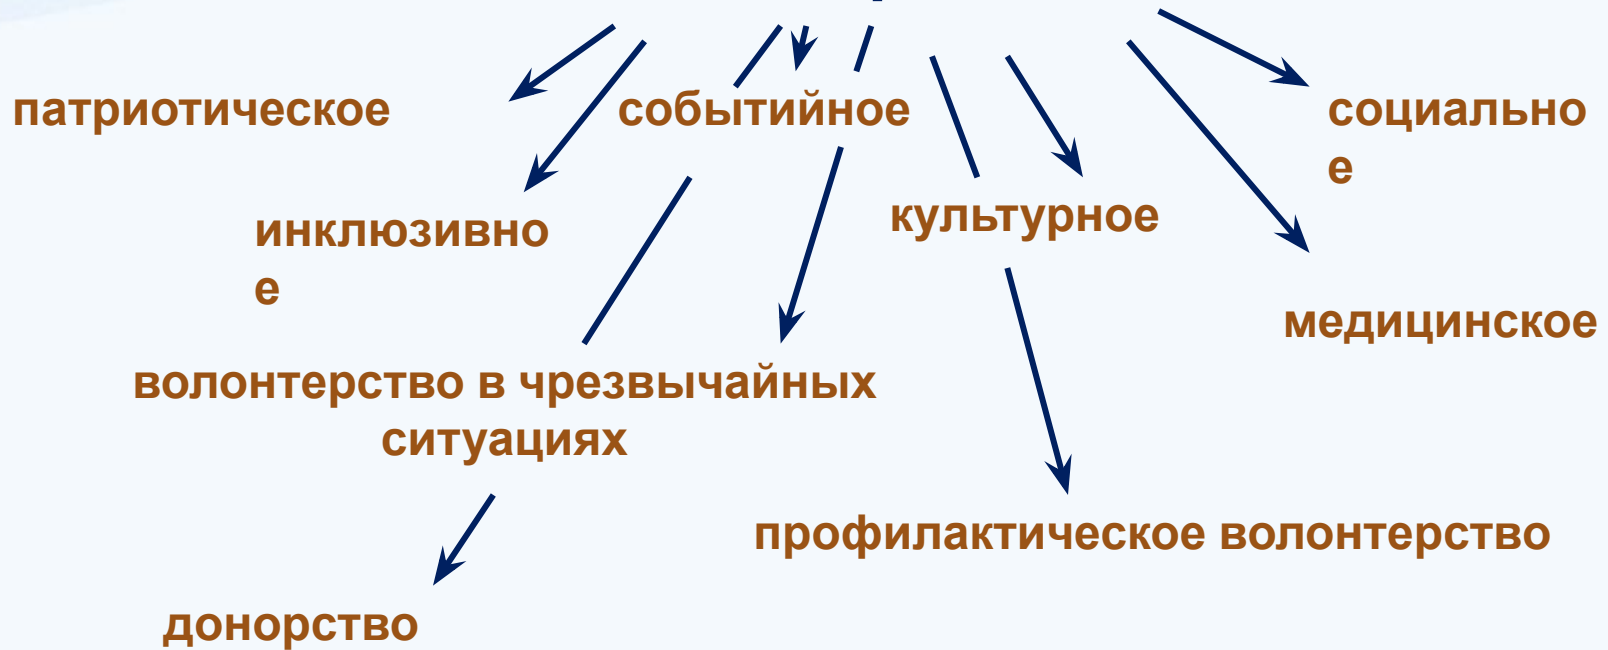 патриотическое
событийное
социально
е
инклюзивно
е
культурное
медицинское
волонтерство в чрезвычайных
ситуациях
профилактическое волонтерство
донорство